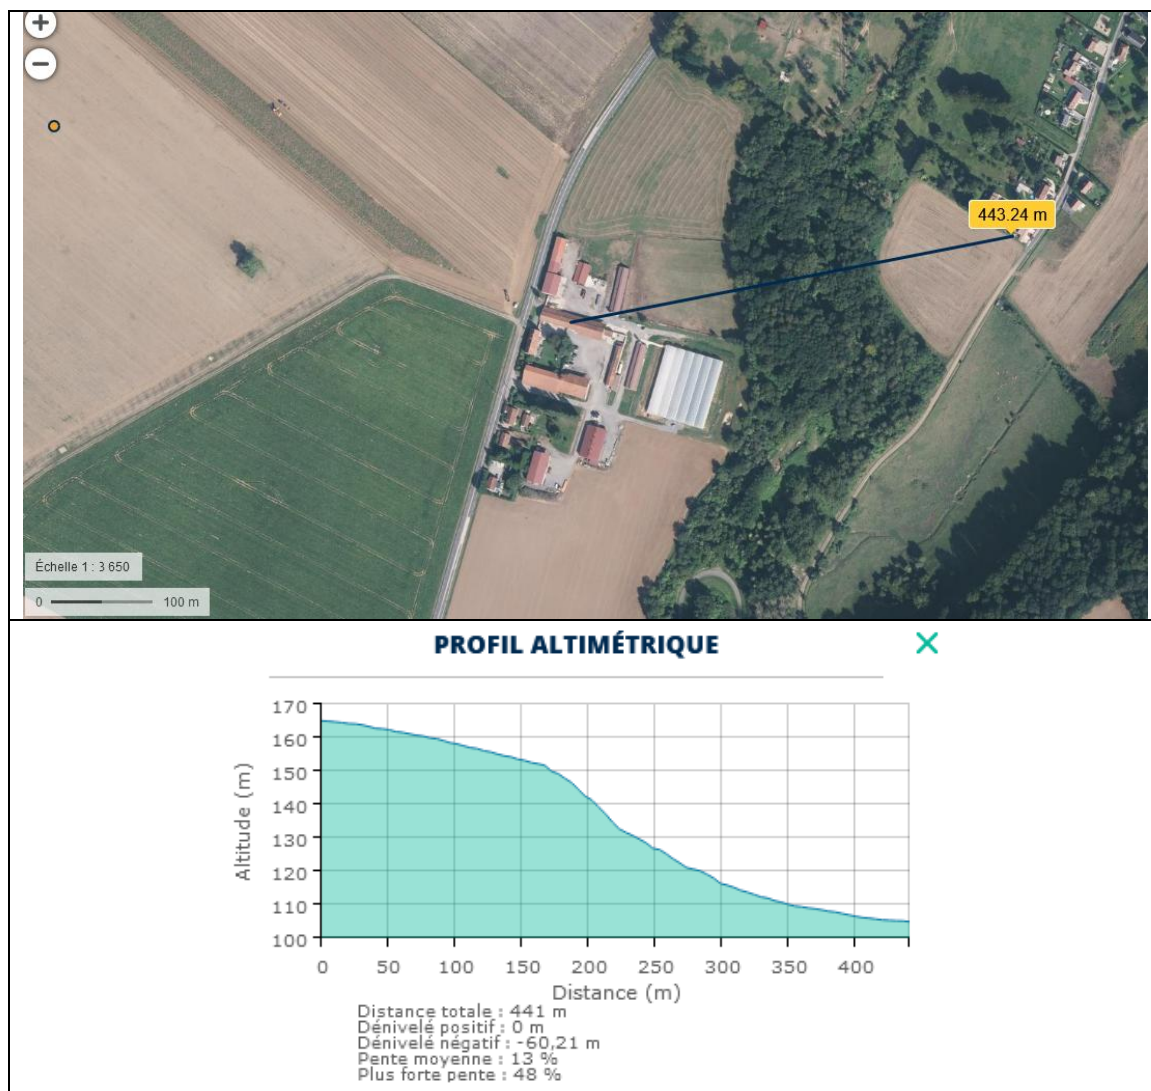 +
−
443.24 m
Échelle 1 : 3 650
0 100 m
PROFIL ALTIMÉTRIQUE ×
170
160
150
140
130
120
110
100
Altitude (m)
0 50 100 150 200 250 300 350 400
Distance (m)
Distance totale : 441 m
Dénivelé positif : 0 m
Dénivelé négatif : -60,21 m
Pente moyenne : 13 %
Plus forte pente : 48 %